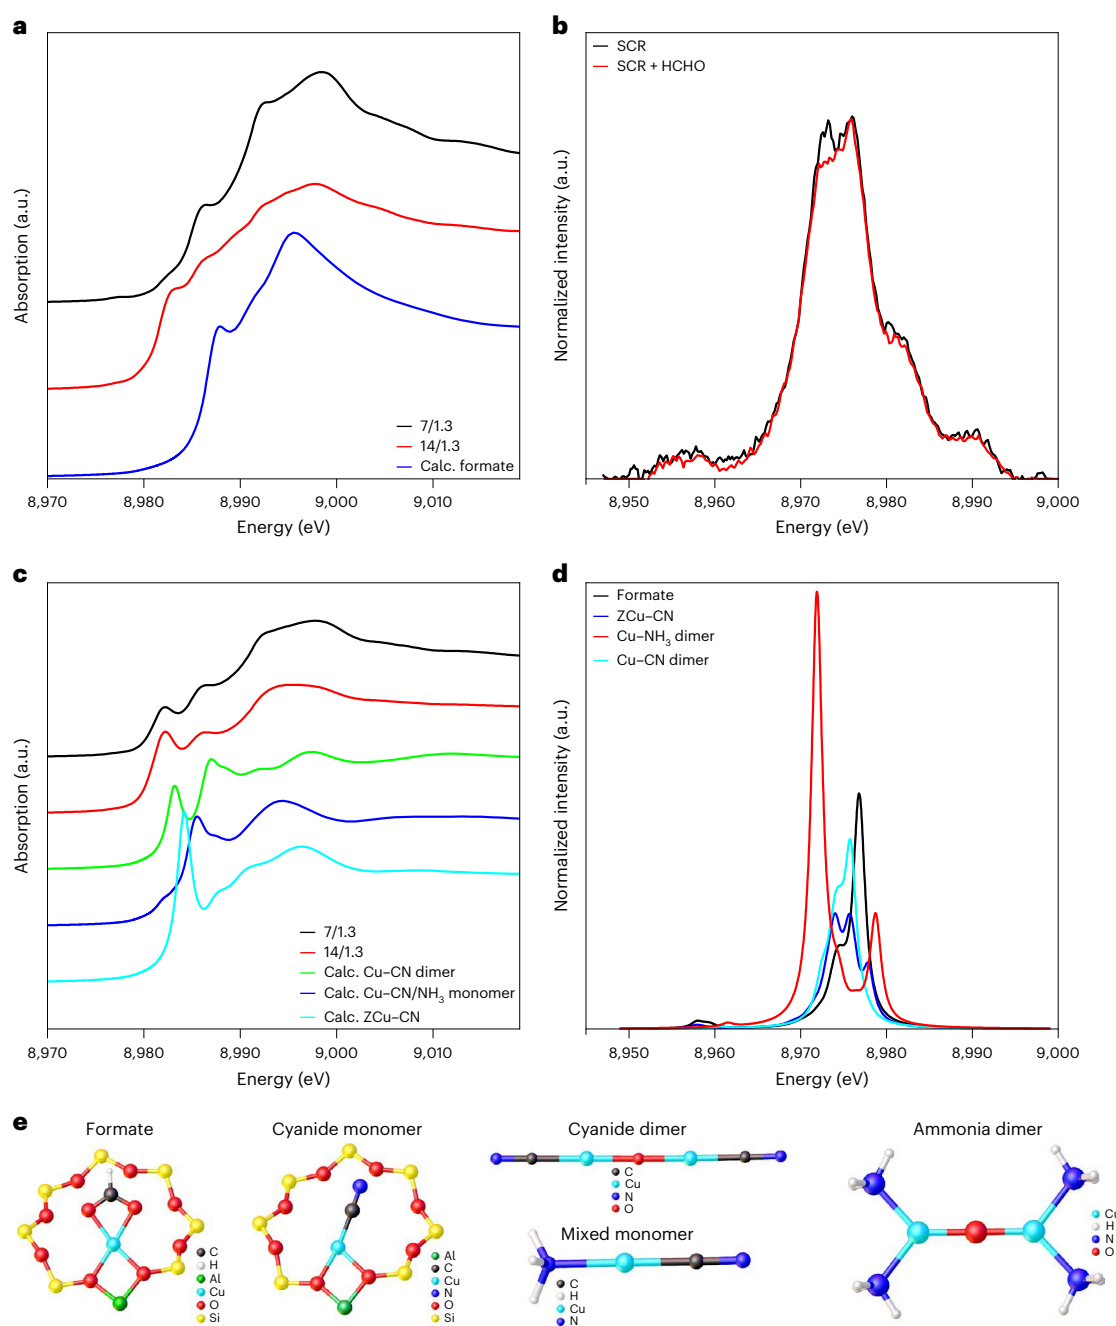 a
Absorption (a.u.)
7/1.3
14/1.3
Calc. formate
8,970
8,980
8,990
9,000
9,010
Energy (eV)
b
SCR
SCR + HCHO
Normalized intensity (a.u.)
8,950
8,960
8,970
8,980
8,990
9,000
Energy (eV)
c
Absorption (a.u.)
7/1.3
14/1.3
Calc. Cu–CN dimer
Calc. Cu–CN/NH₃ monomer
Calc. ZCu–CN
8,970
8,980
8,990
9,000
9,010
Energy (eV)
d
Formate
ZCu–CN
Cu–NH₃ dimer
Cu–CN dimer
Normalized intensity (a.u.)
8,950
8,960
8,970
8,980
8,990
9,000
Energy (eV)
e
Formate
C
H
Al
Cu
O
Si
Cyanide monomer
Al
C
Cu
N
O
Si
Cyanide dimer
C
Cu
N
O
Mixed monomer
C
H
Cu
N
Ammonia dimer
Cu
H
N
O